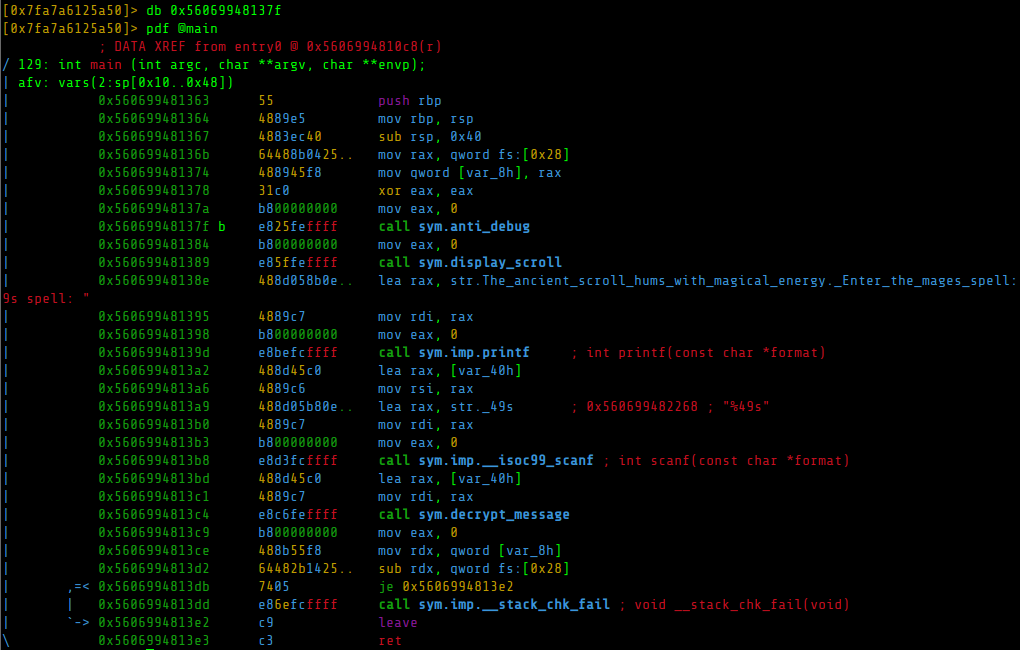 [0x7fa7a6125a50]> db 0x56069948137f
[0x7fa7a6125a50]> pdf @main
; DATA XREF from entry0 @ 0x5606994810c8(r)
/ 129: int main (int argc, char **argv, char **envp);
| afv: vars(2:sp[0x10..0x48])
| 0x560699481363 55 push rbp
| 0x560699481364 4889e5 mov rbp, rsp
| 0x560699481367 4883ec40 sub rsp, 0x40
| 0x56069948136b 64488b0425.. mov rax, qword fs:[0x28]
| 0x560699481374 488945f8 mov qword [var_8h], rax
| 0x560699481378 31c0 xor eax, eax
| 0x56069948137a b800000000 mov eax, 0
| 0x56069948137f b e825feffff call sym.anti_debug
| 0x560699481384 b800000000 mov eax, 0
| 0x560699481389 e85ffeffff call sym.display_scroll
| 0x56069948138e 488d058b0e.. lea rax, str.The_ancient_scroll_hums_with_magical_energy._Enter_the_mages_spell:
9s spell: "
| 0x560699481395 4889c7 mov rdi, rax
| 0x560699481398 b800000000 mov eax, 0
| 0x56069948139d e8befcffff call sym.imp.printf ; int printf(const char *format)
| 0x5606994813a2 488d45c0 lea rax, [var_40h]
| 0x5606994813a6 4889c6 mov rsi, rax
| 0x5606994813a9 488d05b80e.. lea rax, str._49s ; 0x560699482268 ; "%49s"
| 0x5606994813b0 4889c7 mov rdi, rax
| 0x5606994813b3 b800000000 mov eax, 0
| 0x5606994813b8 e8d3fcffff call sym.imp.__isoc99_scanf ; int scanf(const char *format)
| 0x5606994813bd 488d45c0 lea rax, [var_40h]
| 0x5606994813c1 4889c7 mov rdi, rax
| 0x5606994813c4 e8c6feffff call sym.decrypt_message
| 0x5606994813c9 b800000000 mov eax, 0
| 0x5606994813ce 488b55f8 mov rdx, qword [var_8h]
| 0x5606994813d2 64482b1425.. sub rdx, qword fs:[0x28]
| ,=< 0x5606994813db 7405 je 0x5606994813e2
| | 0x5606994813dd e86efcffff call sym.imp.__stack_chk_fail ; void __stack_chk_fail(void)
| `-> 0x5606994813e2 c9 leave
\ 0x5606994813e3 c3 ret